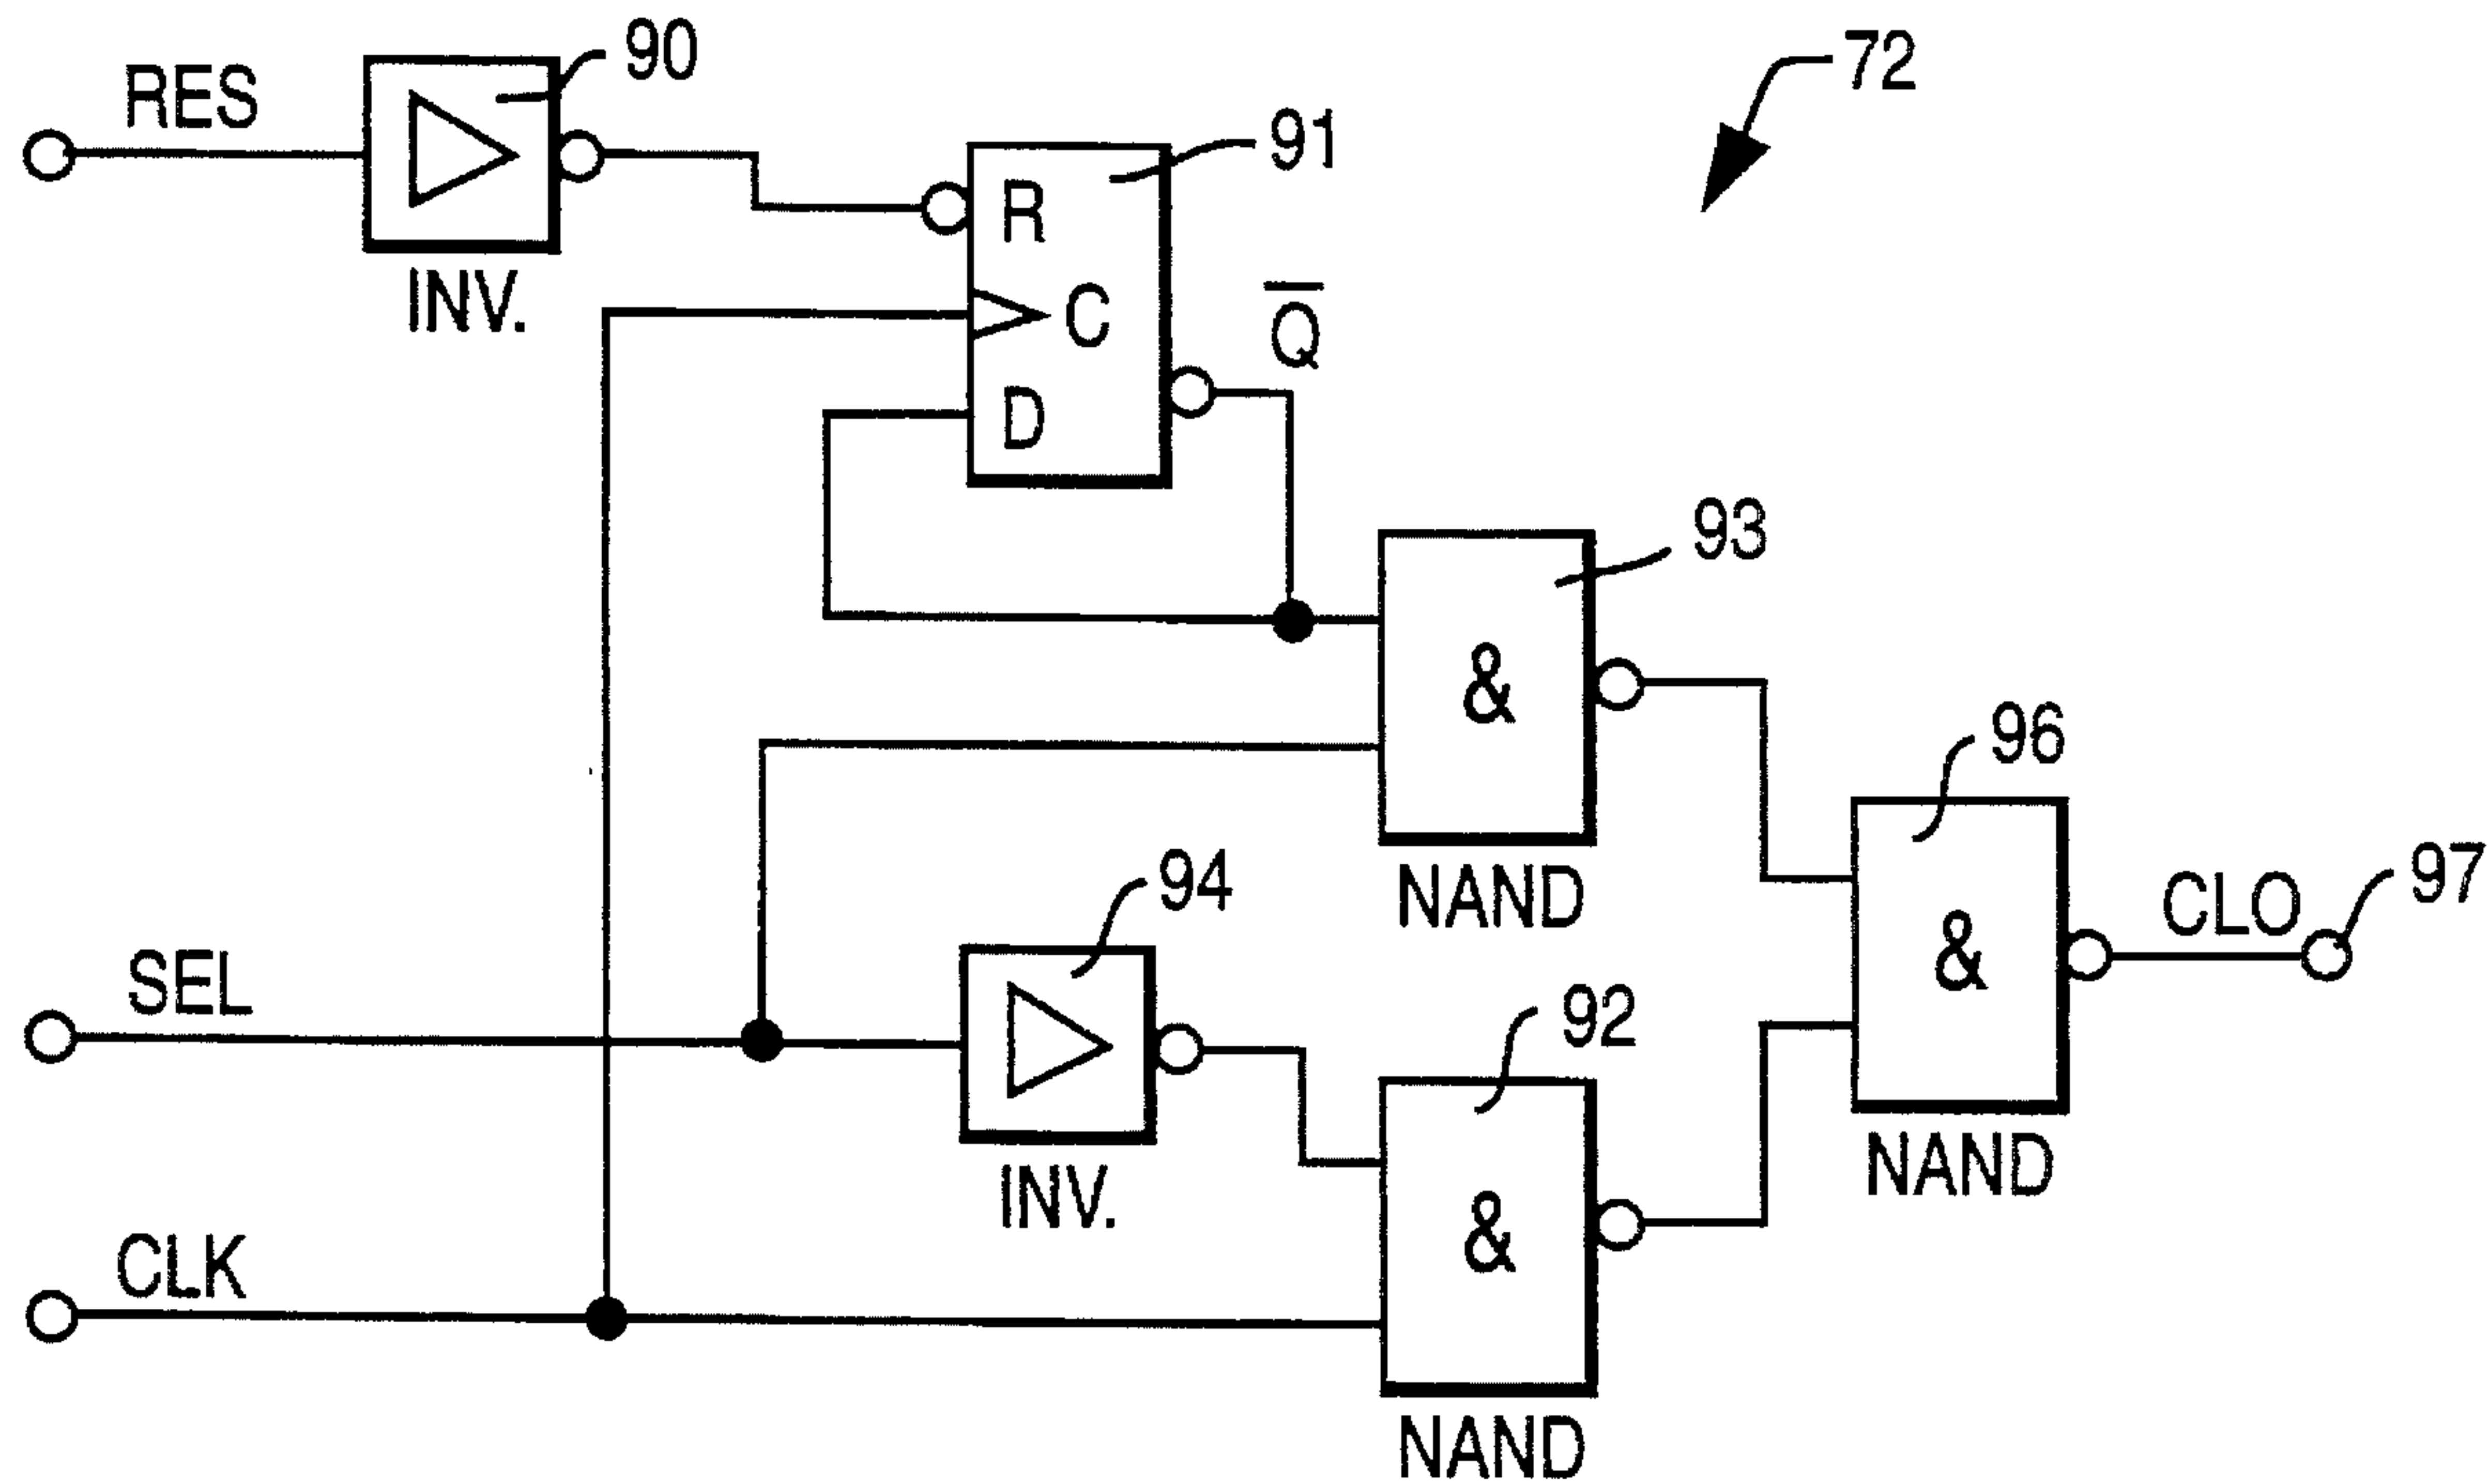 90
72
RES
91
R
INV.
C
Q̅
D
93
&
96
NAND
94
97
CLO
SEL
&
92
INV.
NAND
CLK
&
NAND